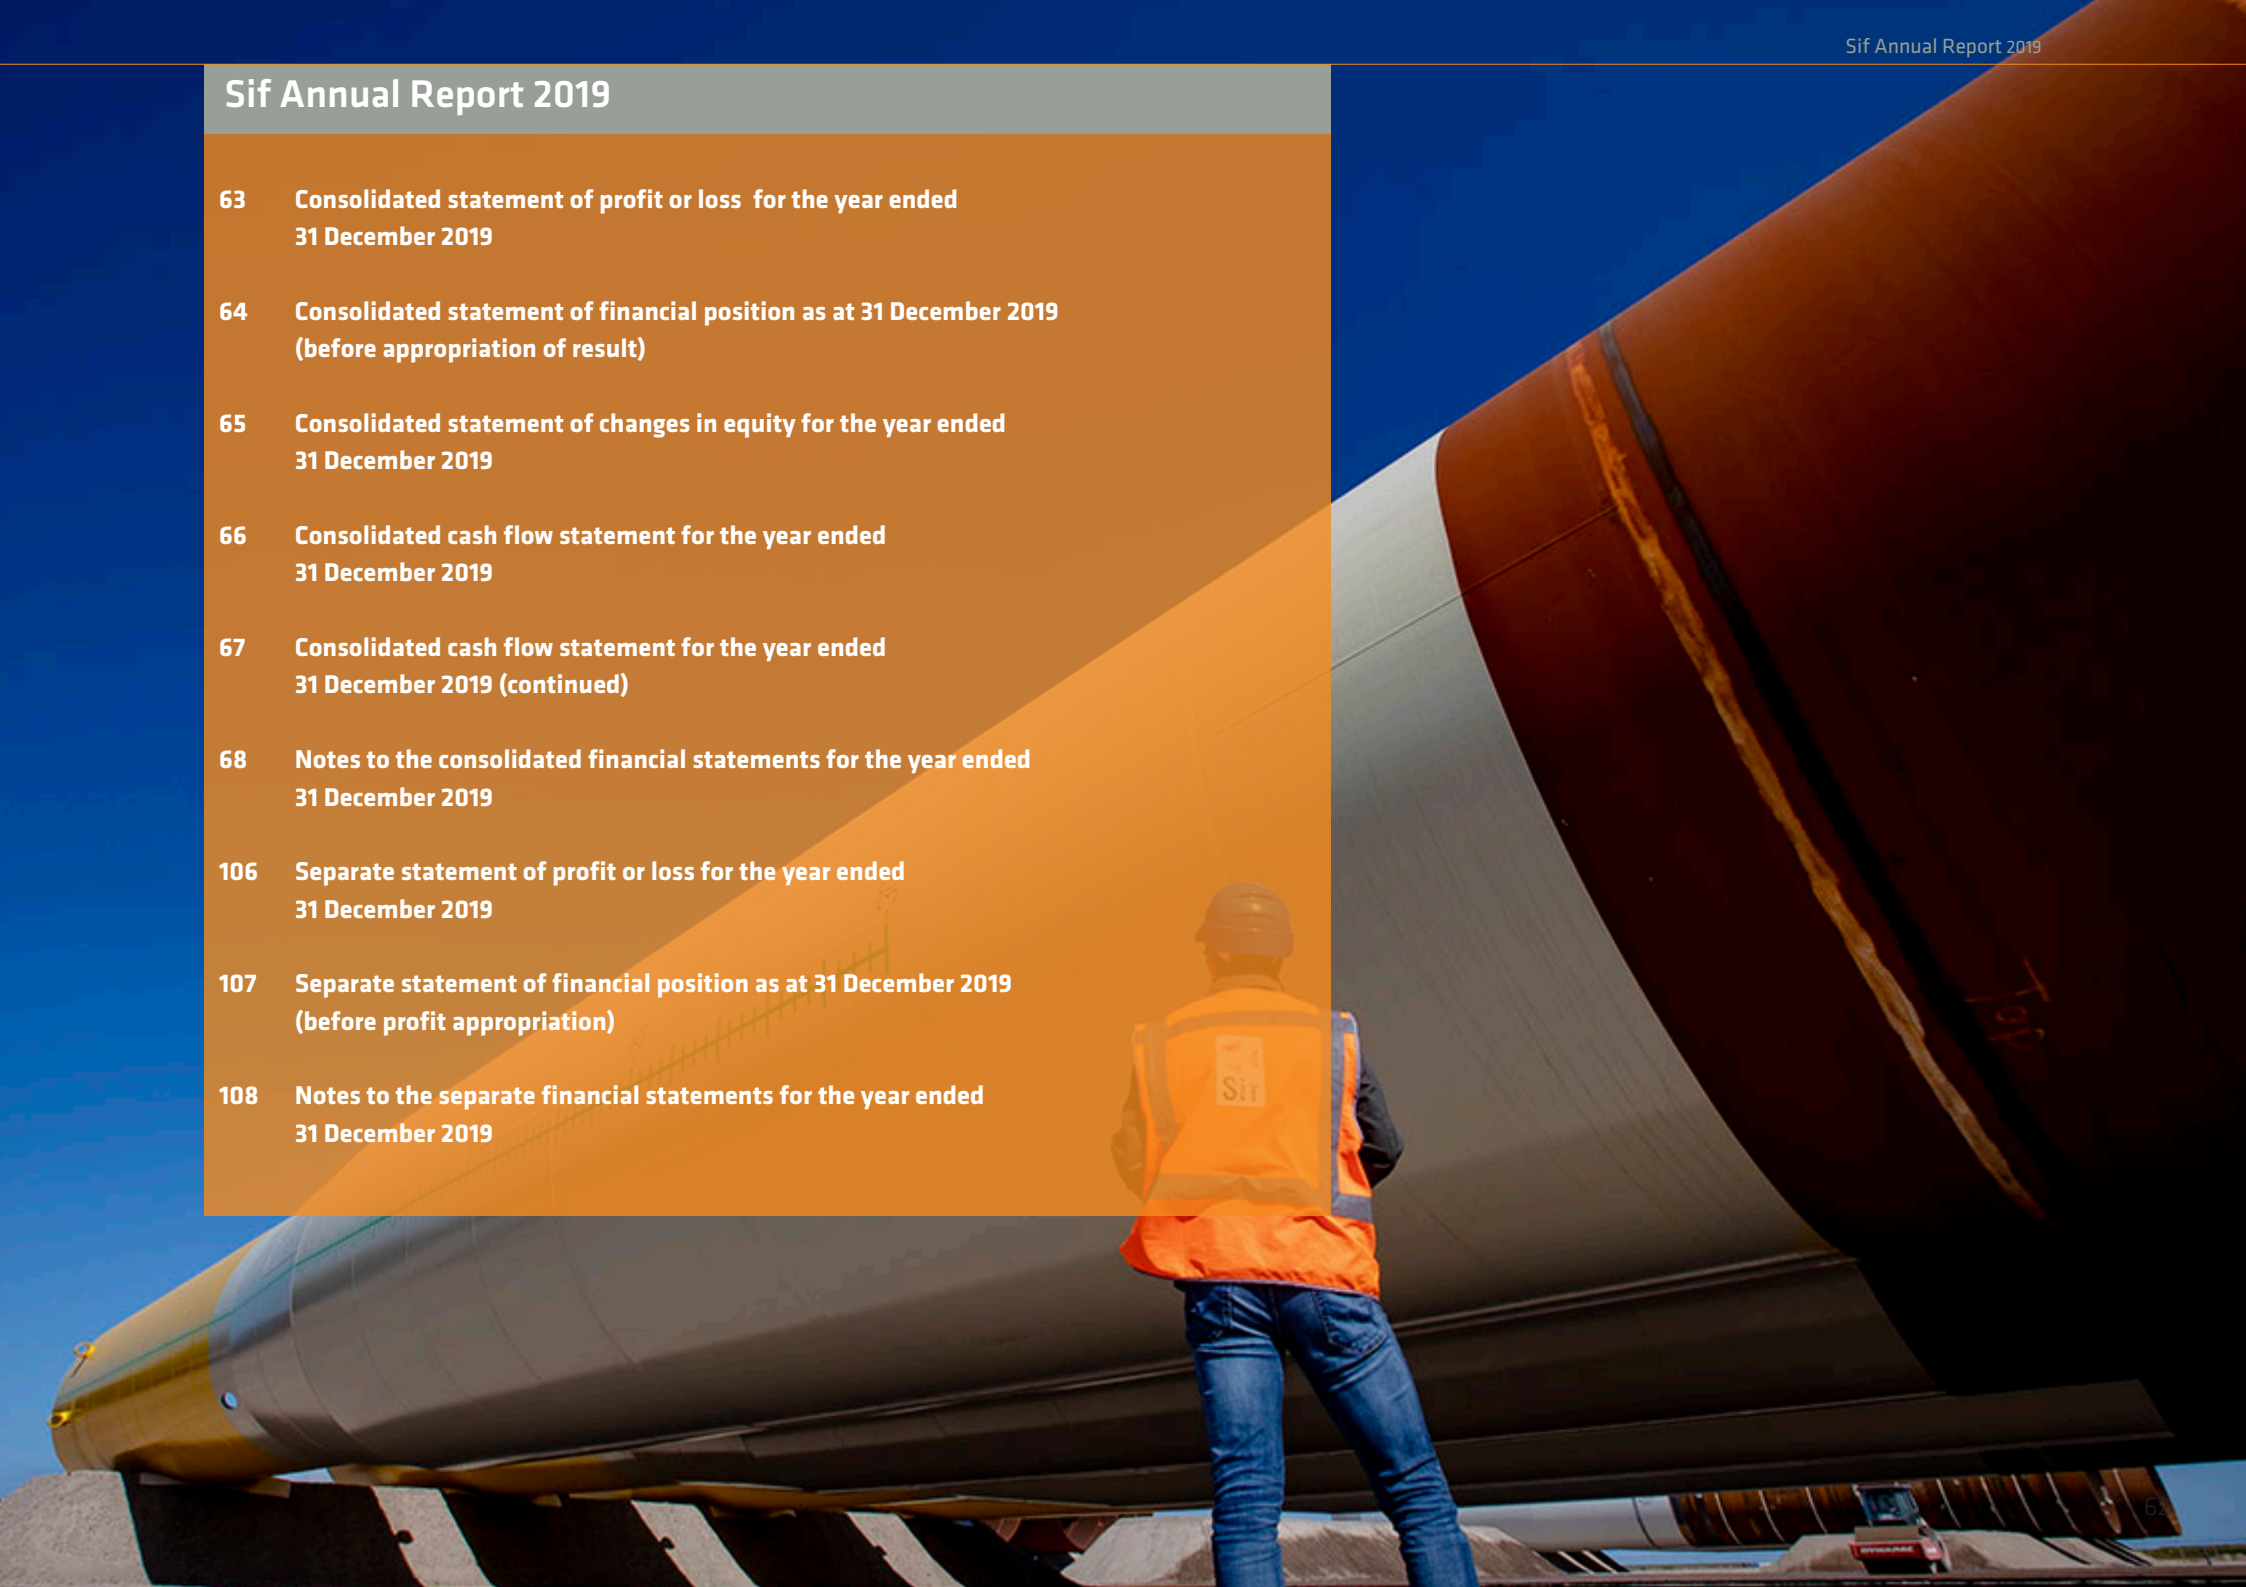 Sif Annual Report 2019
Sif Annual Report 2019
63 Consolidated statement of profit or loss for the year ended
31 December 2019
64 Consolidated statement of financial position as at 31 December 2019
(before appropriation of result)
65 Consolidated statement of changes in equity for the year ended
31 December 2019
66 Consolidated cash flow statement for the year ended
31 December 2019
67 Consolidated cash flow statement for the year ended
31 December 2019 (continued)
68 Notes to the consolidated financial statements for the year ended
31 December 2019
106 Separate statement of profit or loss for the year ended
31 December 2019
107 Separate statement of financial position as at 31 December 2019
(before profit appropriation)
108 Notes to the separate financial statements for the year ended
31 December 2019
Top
Sif
62